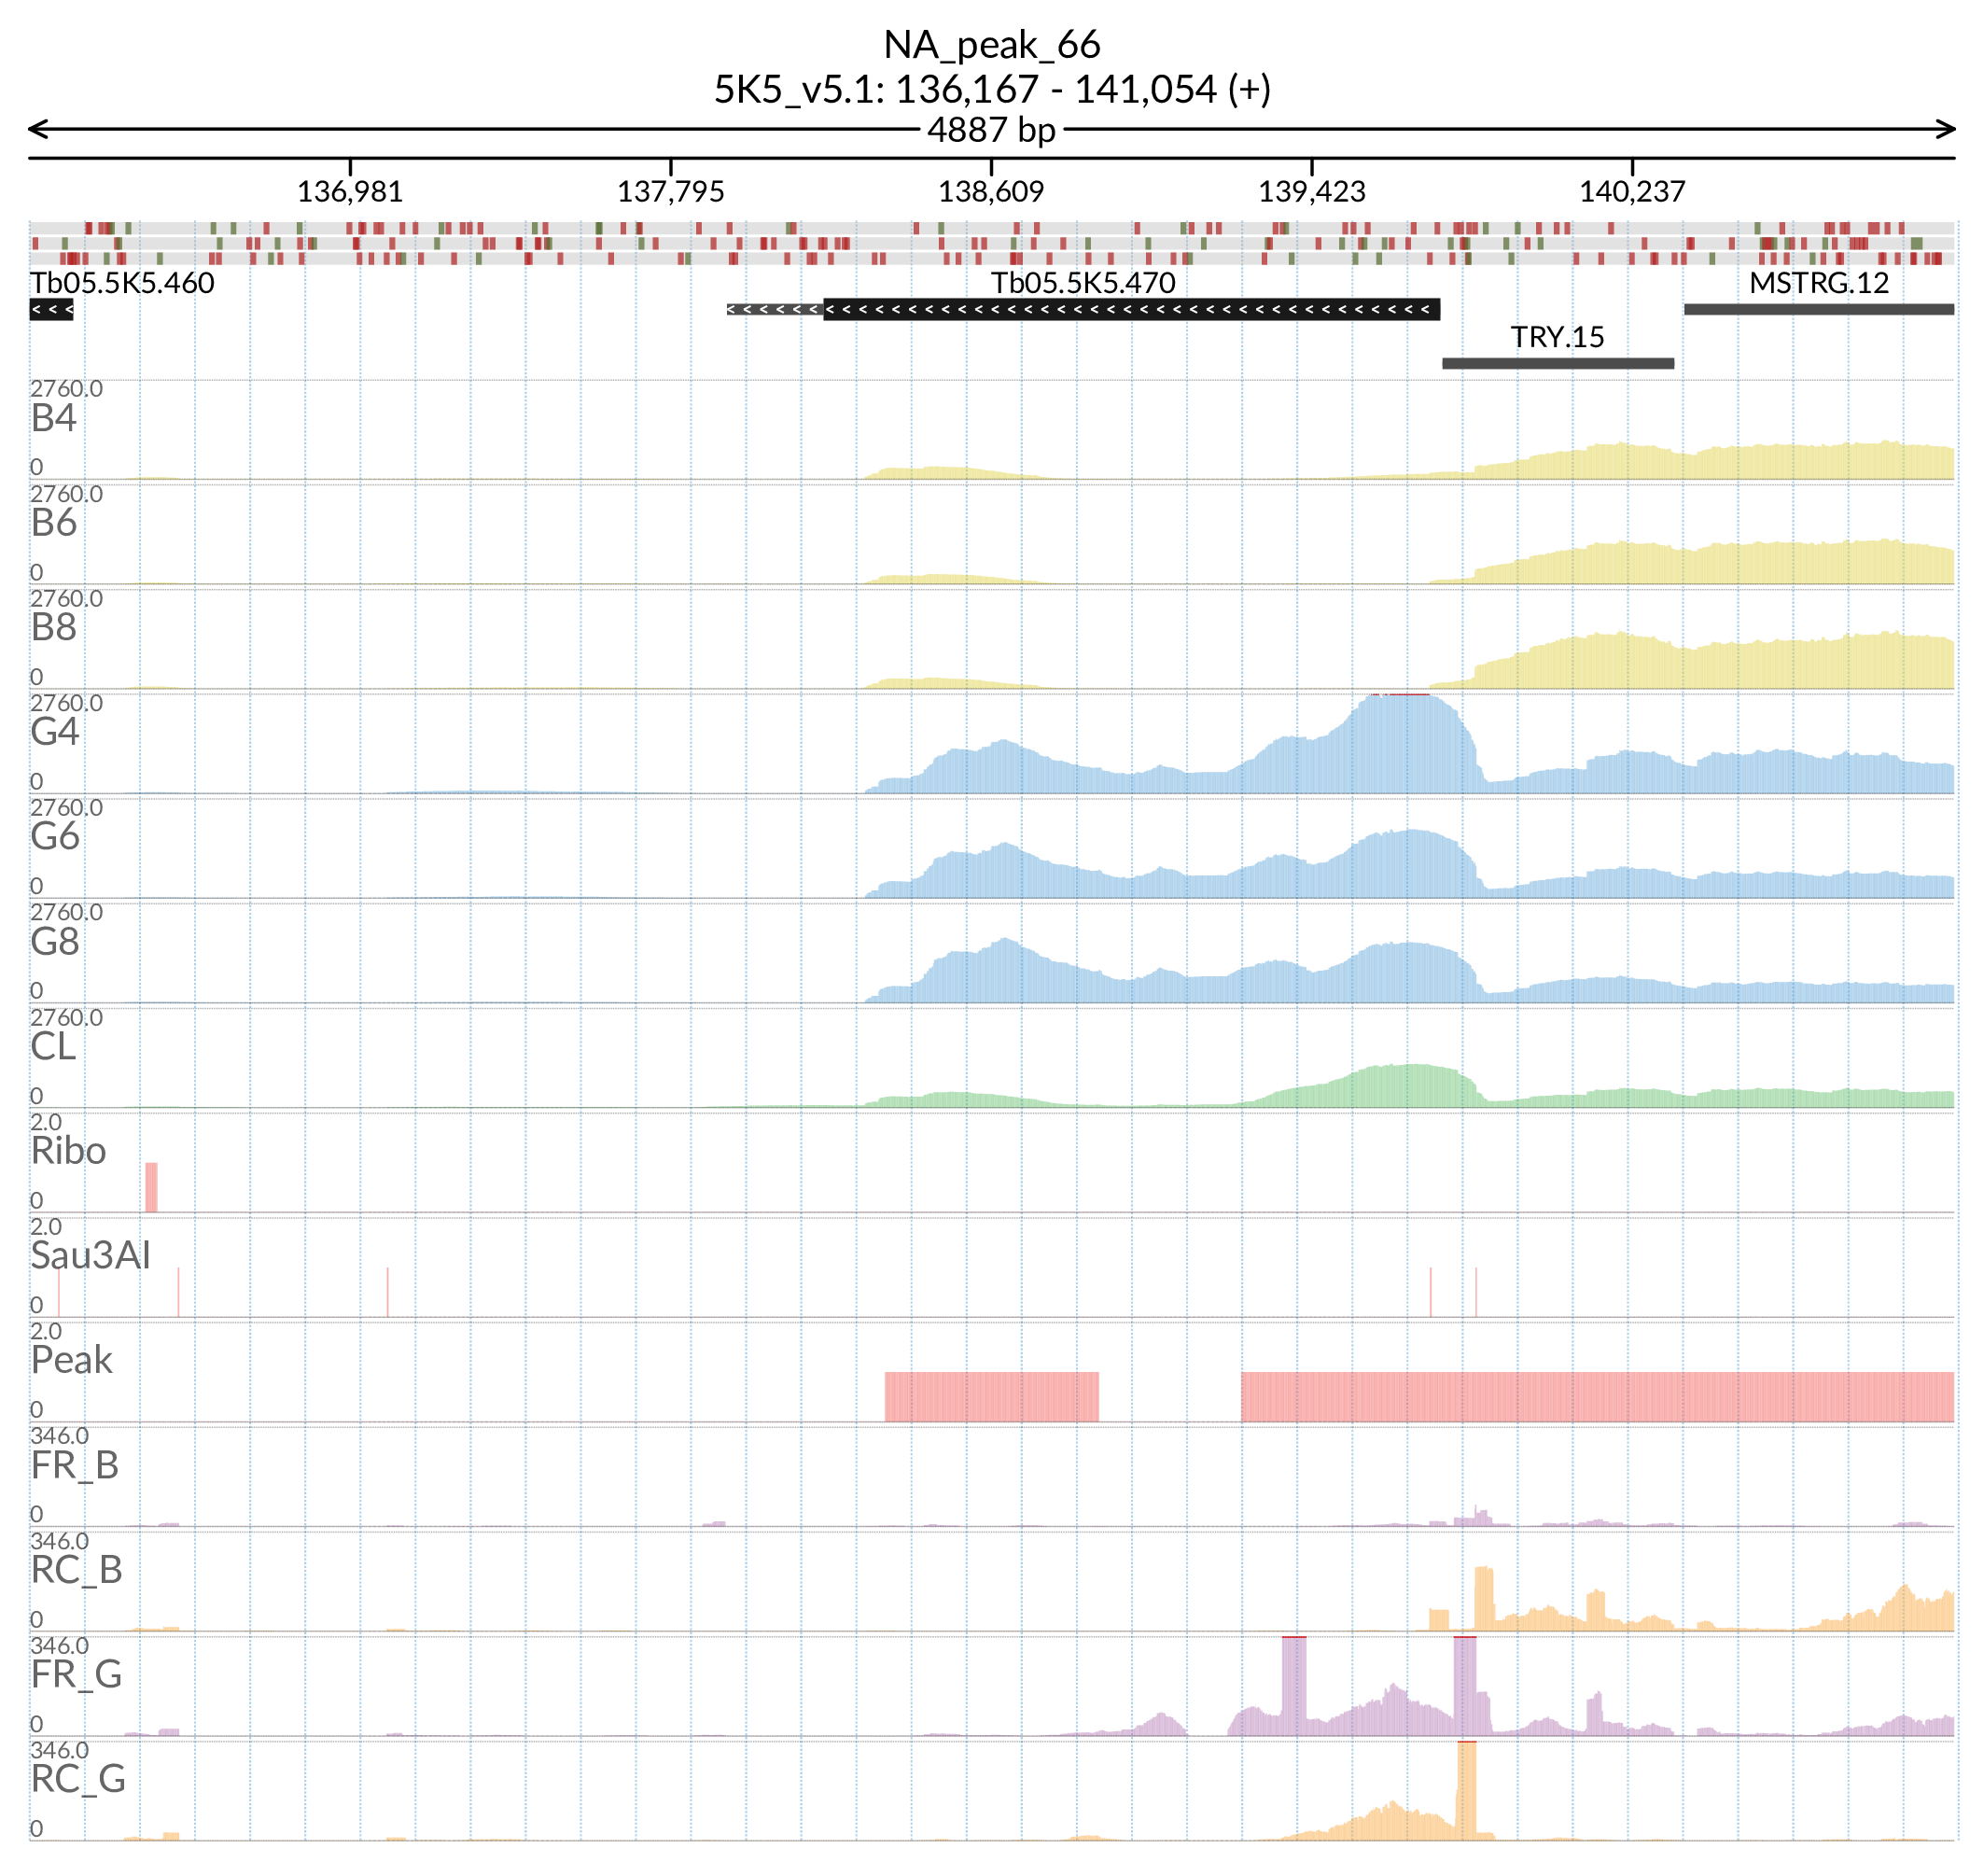 NA_peak_66
5K5_v5.1: 136,167 - 141,054 (+)
4887 bp
136,981 137,795 138,609 139,423 140,237
Tb05.5K5.460 Tb05.5K5.470 MSTRG.12
TRY.15
2760.0
B4
0
2760.0
B6
0
2760.0
B8
0
2760.0
G4
0
2760.0
G6
0
2760.0
G8
0
2760.0
CL
0
2.0
Ribo
0
2.0
Sau3AI
0
2.0
Peak
0
346.0
FR_B
0
346.0
RC_B
0
346.0
FR_G
0
346.0
RC_G
0